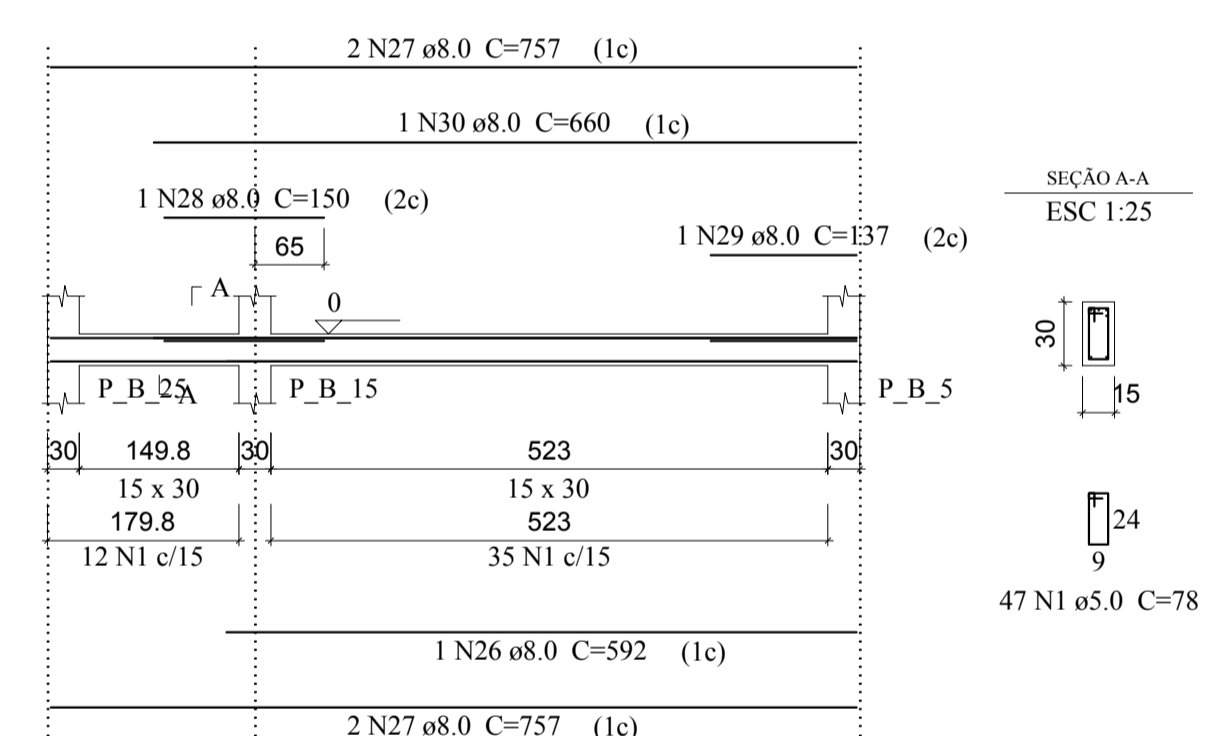 2 N27 ø8.0 C=757 (1c)
1 N30 ø8.0 C=660 (1c)
SEÇÃO A-A
ESC 1:25
1 N28 ø8.0 C=150 (2c)
1 N29 ø8.0 C=137 (2c)
65
A
0
30
P_B_25
A
P_B_15
P_B_5
15
30 149.8 30 523 30
15 x 30 15 x 30
179.8 523
12 N1 c/15 35 N1 c/15
24
9
47 N1 ø5.0 C=78
1 N26 ø8.0 C=592 (1c)
2 N27 ø8.0 C=757 (1c)